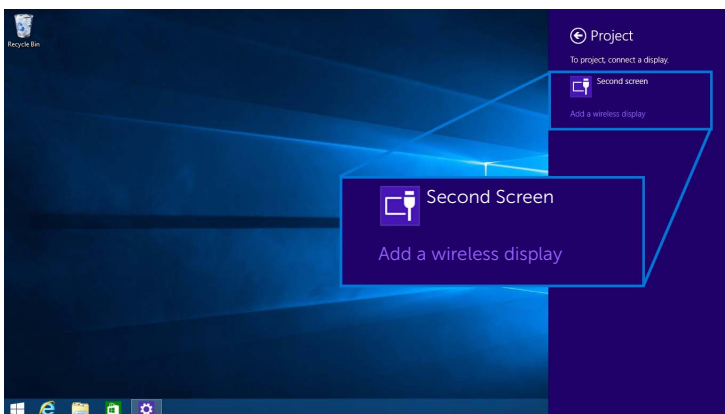 Recycle Bin
Project
To project, connect a display.
Second screen
Add a wireless display
Second Screen
Add a wireless display